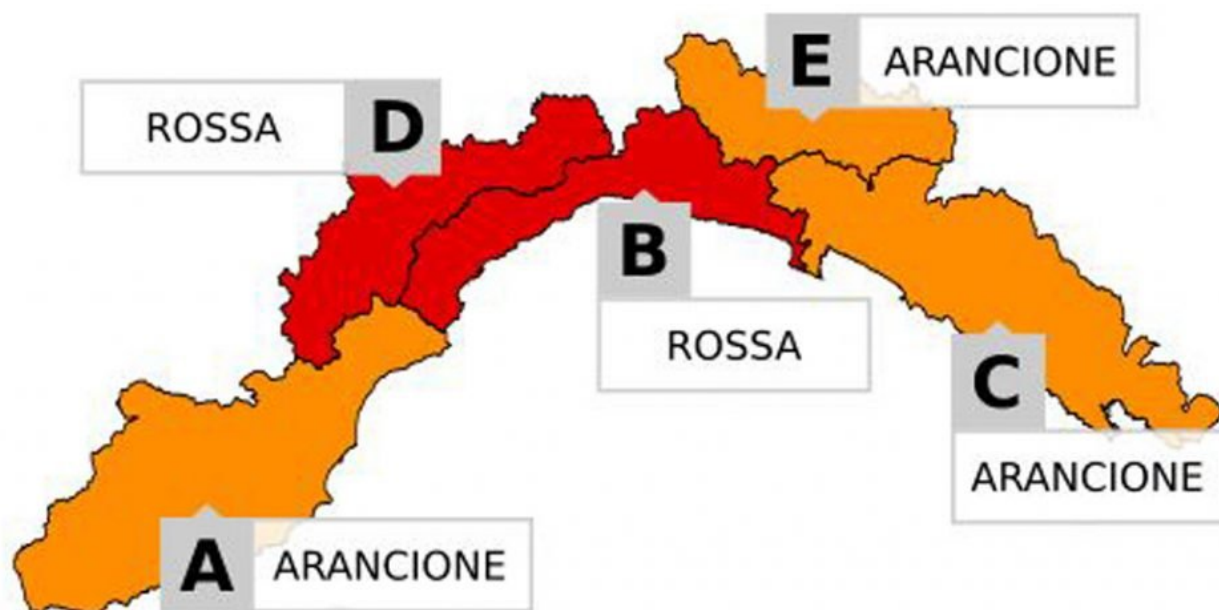 E ARANCIONE
ROSSA D
B
ROSSA
C
ARANCIONE
A ARANCIONE